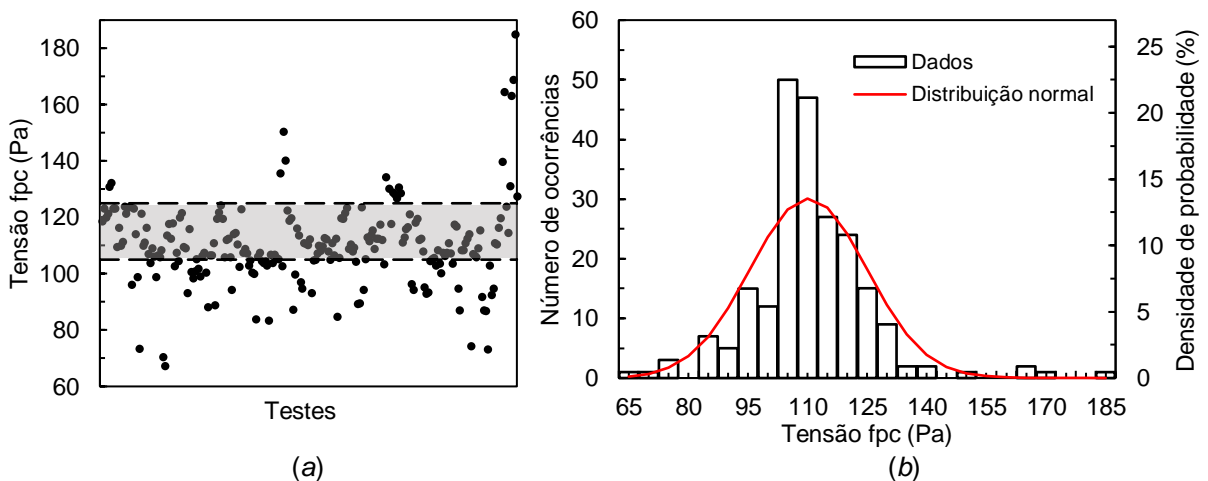 180
160
140
120
100
80
60
Tensão fpc (Pa)
Testes
(a)
60
50
40
30
20
10
0
Número de ocorrências
Dados
Distribuição normal
25
20
15
10
5
0
Densidade de probabilidade (%)
65 80 95 110 125 140 155 170 185
Tensão fpc (Pa)
(b)